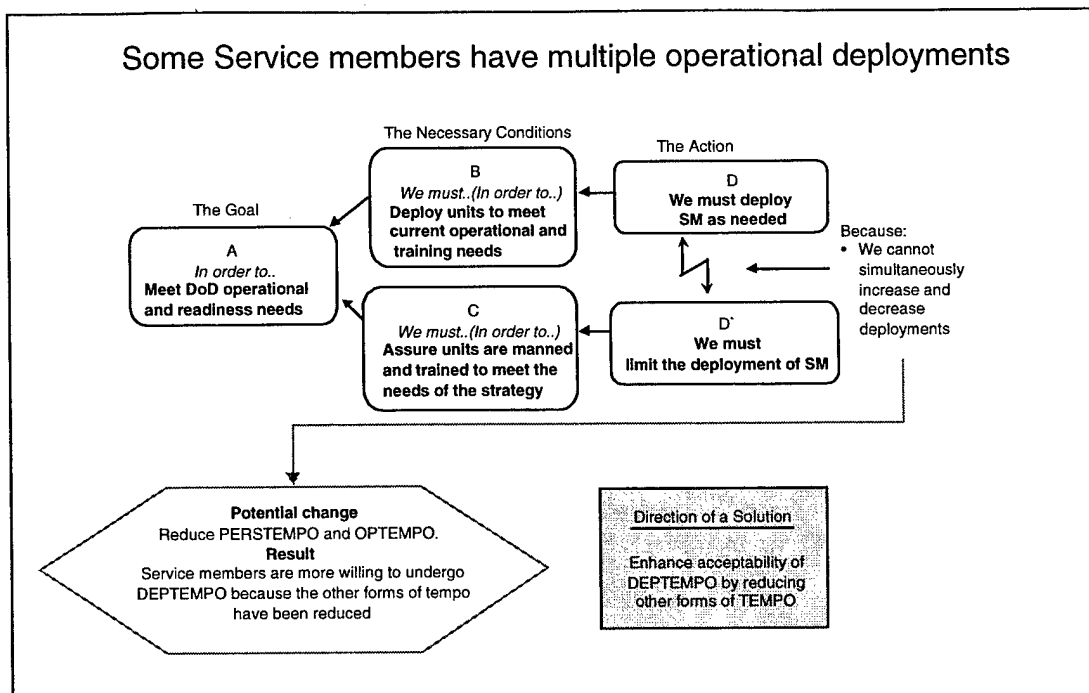 Some Service members have multiple operational deployments
The Goal
A
In order to..
Meet DoD operational
and readiness needs
The Necessary Conditions
B
We must..(In order to..)
Deploy units to meet
current operational and
training needs
C
We must..(In order to..)
Assure units are manned
and trained to meet the
needs of the strategy
The Action
D
We must deploy
SM as needed
D*
We must
limit the deployment of SM
Because:
• We cannot
simultaneously
increase and
decrease
deployments
Potential change
Reduce PERSTEMPO and OPTEMPO.
Result
Service members are more willing to undergo
DEPTEMPO because the other forms of tempo
have been reduced
Direction of a Solution
Enhance acceptability of
DEPTEMPO by reducing
other forms of TEMPO